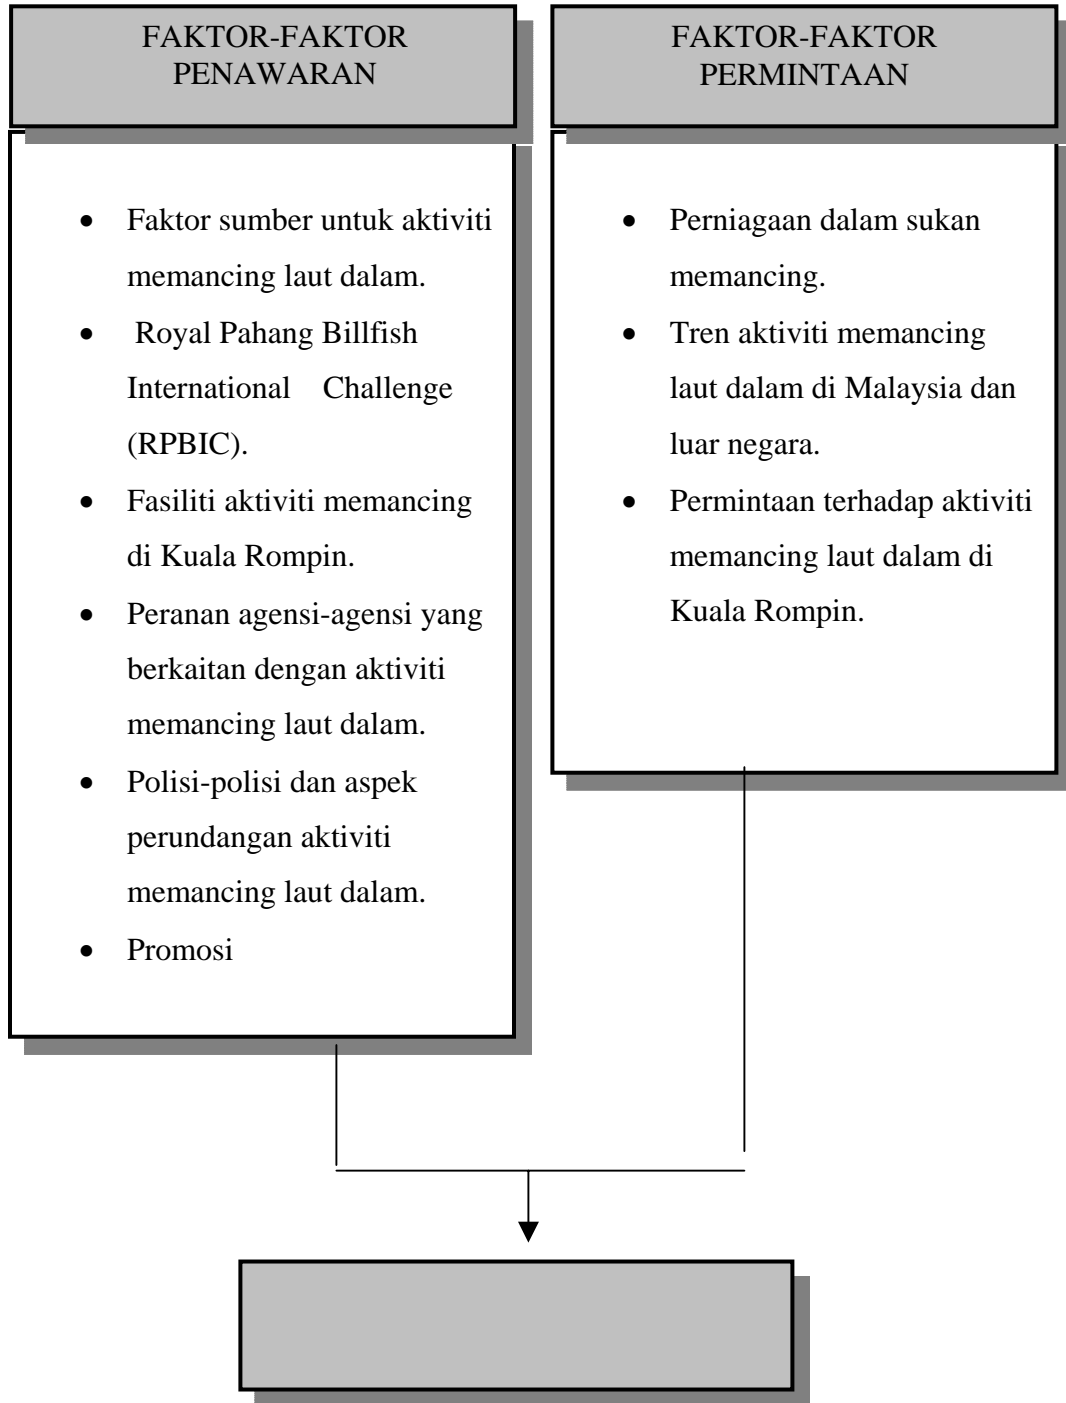 FAKTOR-FAKTOR
PENAWARAN
• Faktor sumber untuk aktiviti
memancing laut dalam.
• Royal Pahang Billfish
International Challenge
(RPBIC).
• Fasiliti aktiviti memancing
di Kuala Rompin.
• Peranan agensi-agensi yang
berkaitan dengan aktiviti
memancing laut dalam.
• Polisi-polisi dan aspek
perundangan aktiviti
memancing laut dalam.
• Promosi
FAKTOR-FAKTOR
PERMINTAAN
• Perniagaan dalam sukan
memancing.
• Tren aktiviti memancing
laut dalam di Malaysia dan
luar negara.
• Permintaan terhadap aktiviti
memancing laut dalam di
Kuala Rompin.